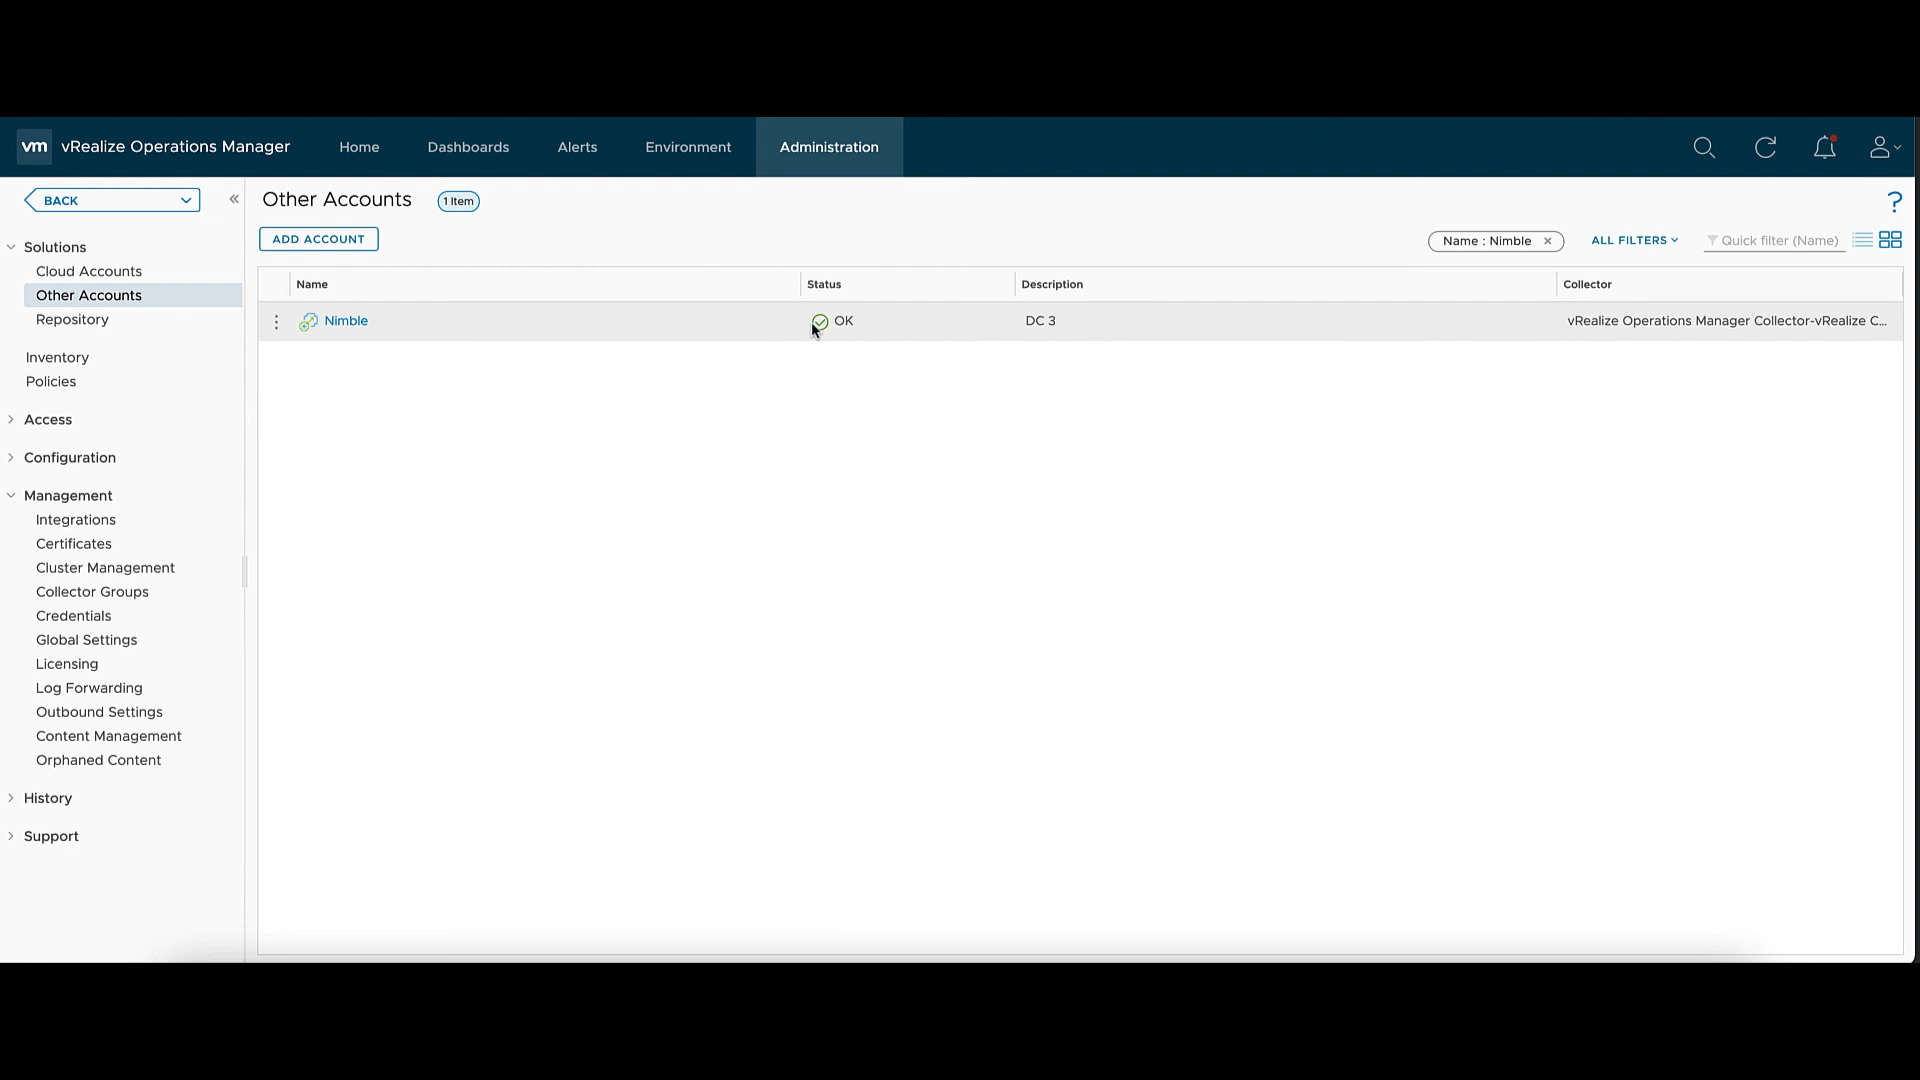 vm vRealize Operations Manager Home Dashboards Alerts Environment Administration
BACK
Solutions
Cloud Accounts
Other Accounts
Repository
Inventory
Policies
Access
Configuration
Management
Integrations
Certificates
Cluster Management
Collector Groups
Credentials
Global Settings
Licensing
Log Forwarding
Outbound Settings
Content Management
Orphaned Content
History
Support
Other Accounts 1 Item ?
ADD ACCOUNT Name : Nimble × ALL FILTERS Quick filter (Name)
Name Status Description Collector
Nimble OK DC 3 vRealize Operations Manager Collector-vRealize C...